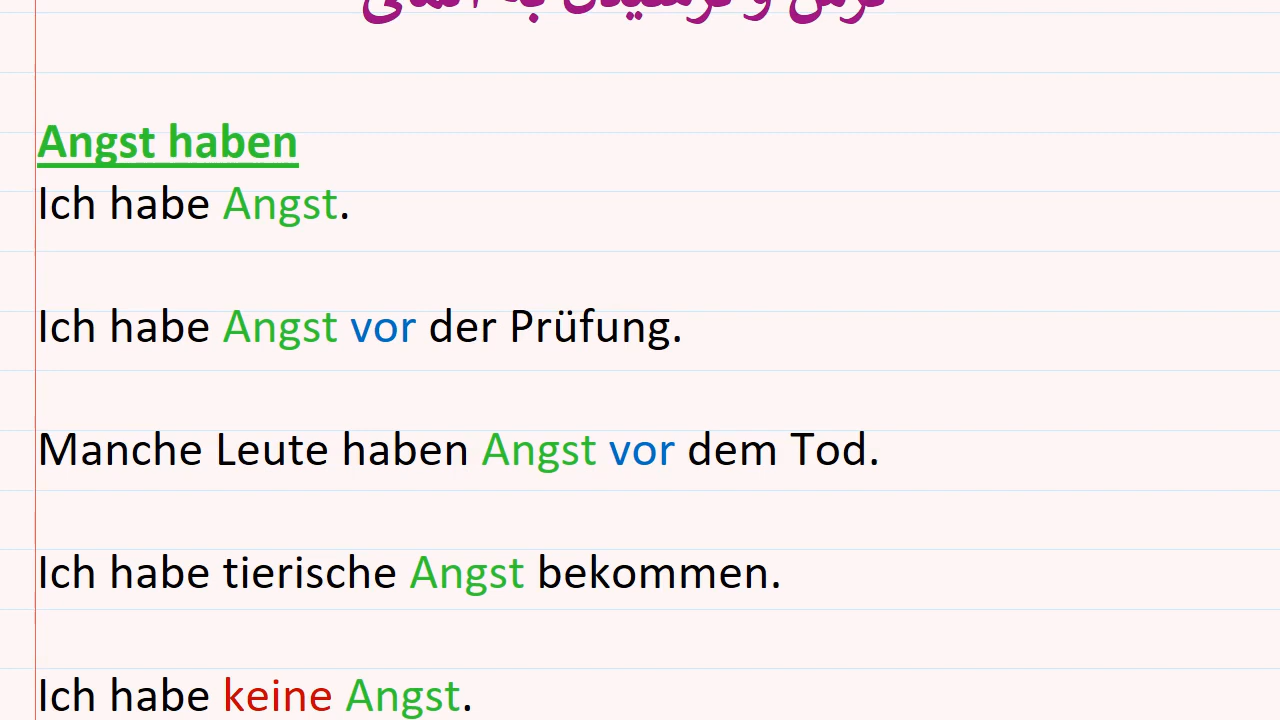 Angst haben
Ich habe Angst.
Ich habe Angst vor der Prüfung.
Manche Leute haben Angst vor dem Tod.
Ich habe tierische Angst bekommen.
Ich habe keine Angst.